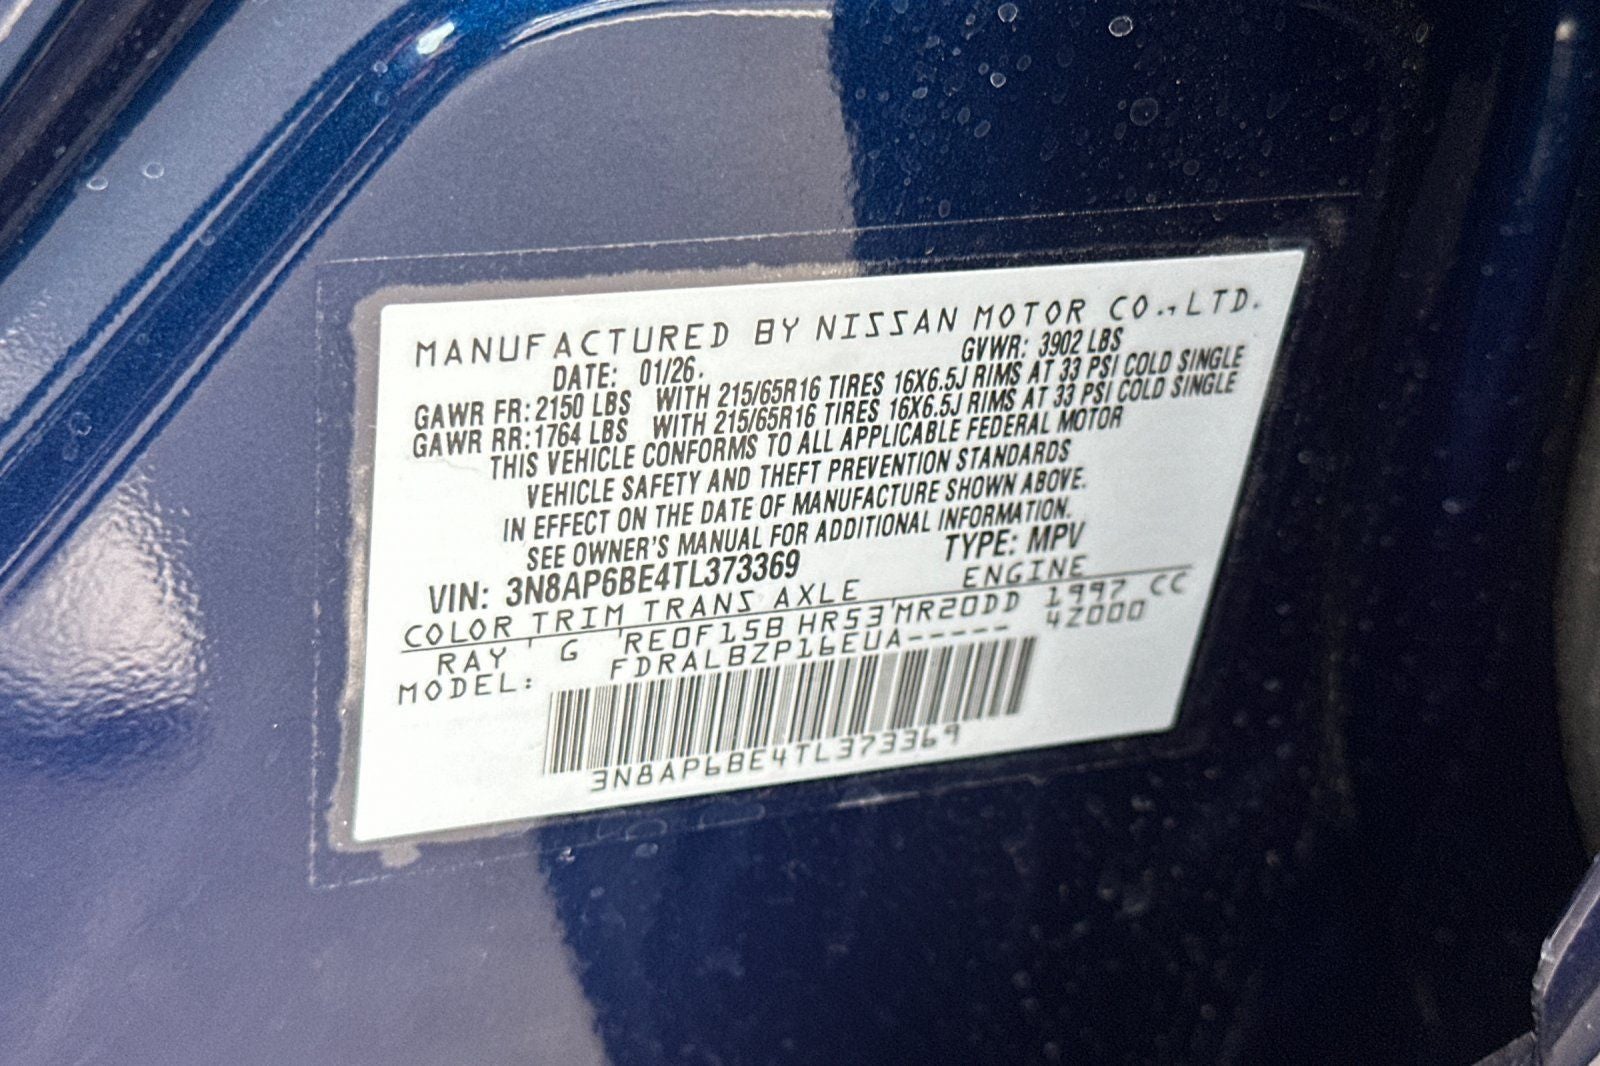 MANUFACTURED BY NISSAN MOTOR CO.,LTD.
DATE: 01/26. GVWR: 3902 LBS
GAWR FR: 2150 LBS WITH 215/65R16 TIRES 16X6.5J RIMS AT 33 PSI COLD SINGLE
GAWR RR: 1764 LBS WITH 215/65R16 TIRES 16X6.5J RIMS AT 33 PSI COLD SINGLE
THIS VEHICLE CONFORMS TO ALL APPLICABLE FEDERAL MOTOR
VEHICLE SAFETY AND THEFT PREVENTION STANDARDS
IN EFFECT ON THE DATE OF MANUFACTURE SHOWN ABOVE.
SEE OWNER'S MANUAL FOR ADDITIONAL INFORMATION.
VIN: 3N8AP6BE4TL373369 TYPE: MPV
COLOR TRIM TRANS AXLE ENGINE
RAY G RE0F15B HR53 MR20DD 1997 CC
MODEL: FDRALBZP16EUA----- 4Z000
3N8AP6BE4TL373369